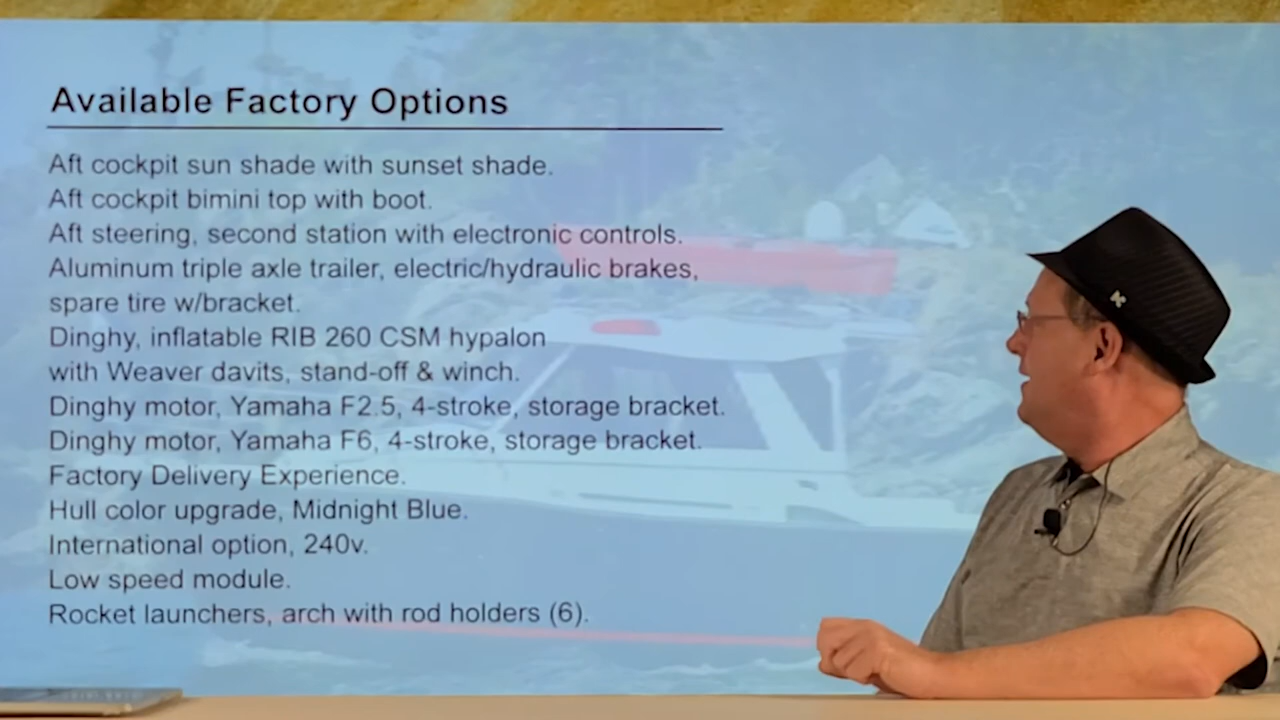 Available Factory Options
Aft cockpit sun shade with sunset shade.
Aft cockpit bimini top with boot.
Aft steering, second station with electronic controls.
Aluminum triple axle trailer, electric/hydraulic brakes,
spare tire w/bracket.
Dinghy, inflatable RIB 260 CSM hypalon
with Weaver davits, stand-off & winch.
Dinghy motor, Yamaha F2.5, 4-stroke, storage bracket.
Dinghy motor, Yamaha F6, 4-stroke, storage bracket.
Factory Delivery Experience.
Hull color upgrade, Midnight Blue.
International option, 240v.
Low speed module.
Rocket launchers, arch with rod holders (6).